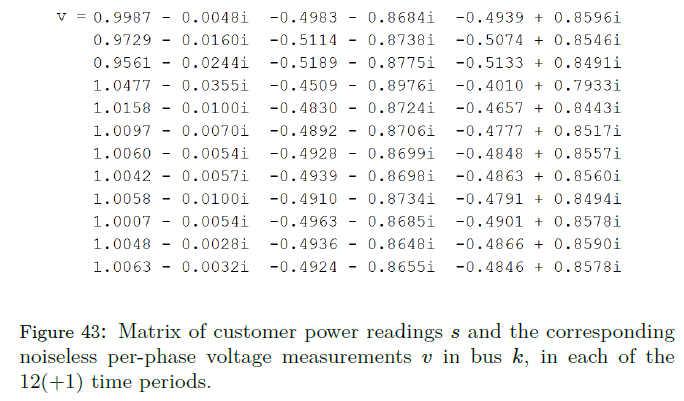 v = 0.9987 - 0.0048i -0.4983 - 0.8684i -0.4939 + 0.8596i
0.9729 - 0.0160i -0.5114 - 0.8738i -0.5074 + 0.8546i
0.9561 - 0.0244i -0.5189 - 0.8775i -0.5133 + 0.8491i
1.0477 - 0.0355i -0.4509 - 0.8976i -0.4010 + 0.7933i
1.0158 - 0.0100i -0.4830 - 0.8724i -0.4657 + 0.8443i
1.0097 - 0.0070i -0.4892 - 0.8706i -0.4777 + 0.8517i
1.0060 - 0.0054i -0.4928 - 0.8699i -0.4848 + 0.8557i
1.0042 - 0.0057i -0.4939 - 0.8698i -0.4863 + 0.8560i
1.0058 - 0.0100i -0.4910 - 0.8734i -0.4791 + 0.8494i
1.0007 - 0.0054i -0.4963 - 0.8685i -0.4901 + 0.8578i
1.0048 - 0.0028i -0.4936 - 0.8648i -0.4866 + 0.8590i
1.0063 - 0.0032i -0.4924 - 0.8655i -0.4846 + 0.8578i
Figure 43: Matrix of customer power readings s and the corresponding
noiseless per-phase voltage measurements v in bus k, in each of the
12(+1) time periods.